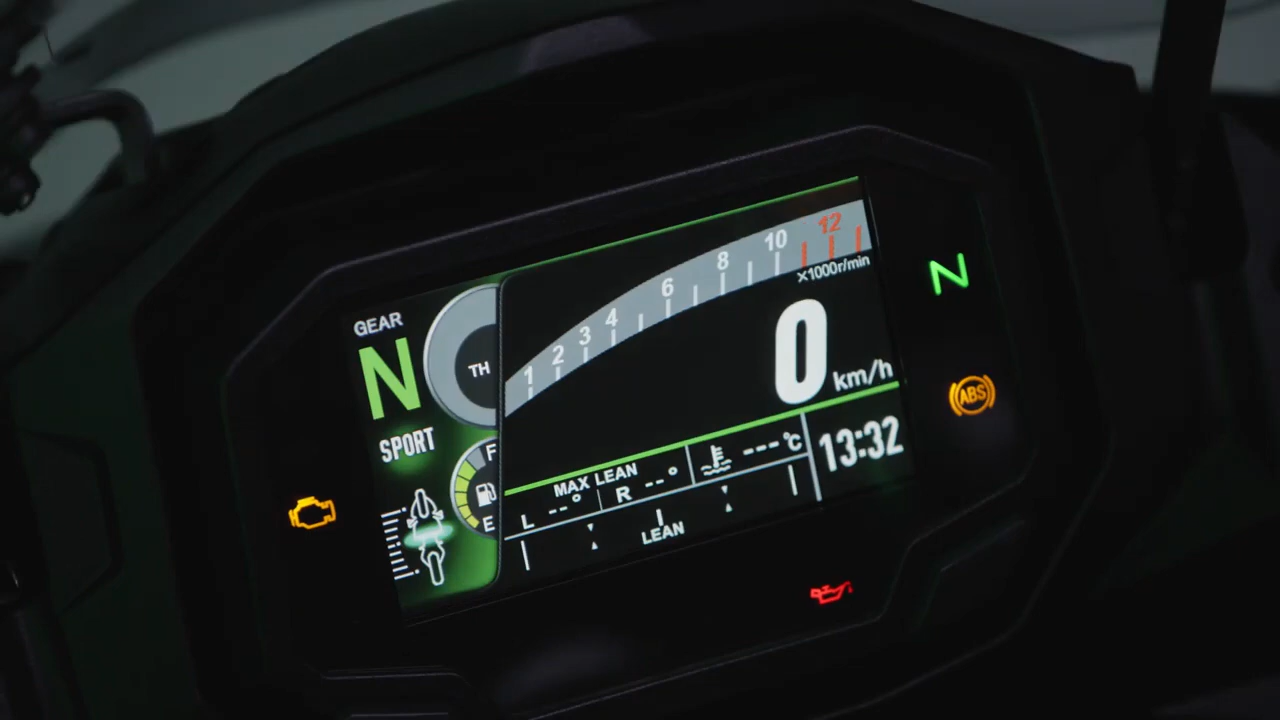 GEAR
N
SPORT
TH
F
E
1 2 3 4 6 8 10 12
×1000r/min
0 km/h
MAX LEAN
L --° R --°
---℃
13:32
LEAN
N
ABS